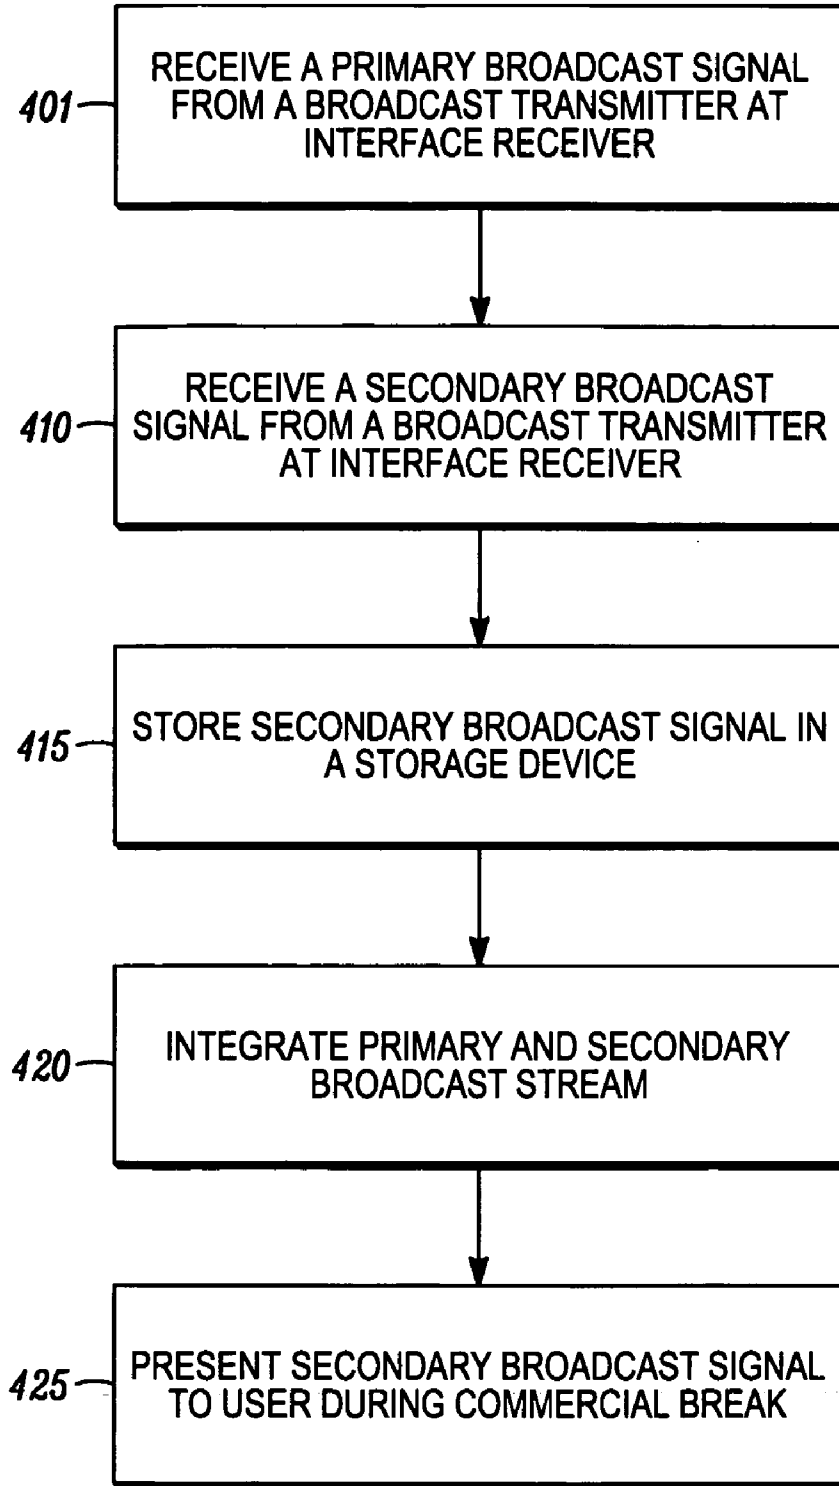 401
RECEIVE A PRIMARY BROADCAST SIGNAL
FROM A BROADCAST TRANSMITTER AT
INTERFACE RECEIVER
410
RECEIVE A SECONDARY BROADCAST
SIGNAL FROM A BROADCAST TRANSMITTER
AT INTERFACE RECEIVER
415
STORE SECONDARY BROADCAST SIGNAL IN
A STORAGE DEVICE
420
INTEGRATE PRIMARY AND SECONDARY
BROADCAST STREAM
425
PRESENT SECONDARY BROADCAST SIGNAL
TO USER DURING COMMERCIAL BREAK